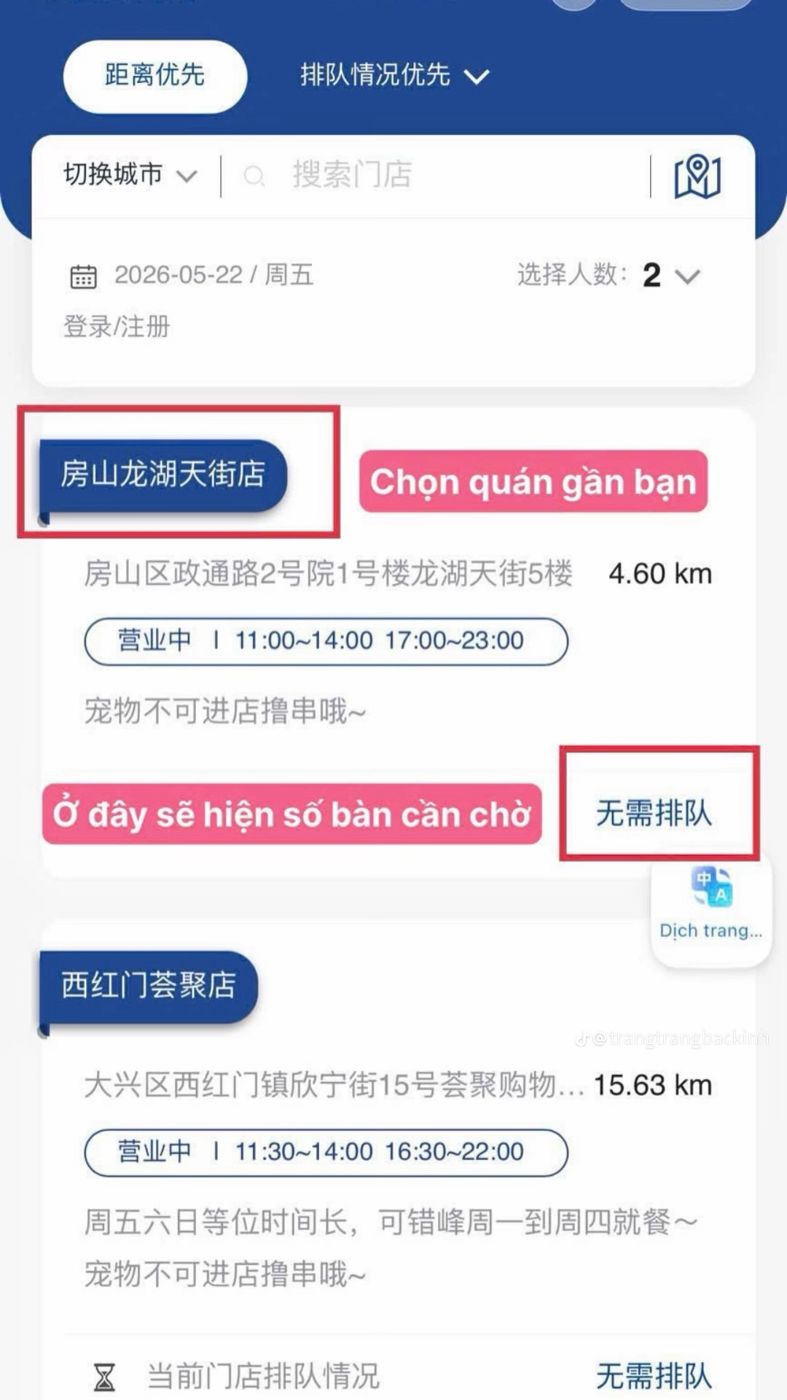 距离优先 排队情况优先
切换城市 搜索门店
2026-05-22 / 周五 选择人数: 2
登录/注册
房山龙湖天街店 Chọn quán gần bạn
房山区政通路2号院1号楼龙湖天街5楼 4.60 km
营业中 | 11:00~14:00 17:00~23:00
宠物不可进店撸串哦~
Ở đây sẽ hiện số bàn cần chờ 无需排队
中 A
Dịch trang...
西红门荟聚店
@trangtrangbackinh
大兴区西红门镇欣宁街15号荟聚购物... 15.63 km
营业中 | 11:30~14:00 16:30~22:00
周五六日等位时间长，可错峰周一到周四就餐～
宠物不可进店撸串哦~
当前门店排队情况 无需排队